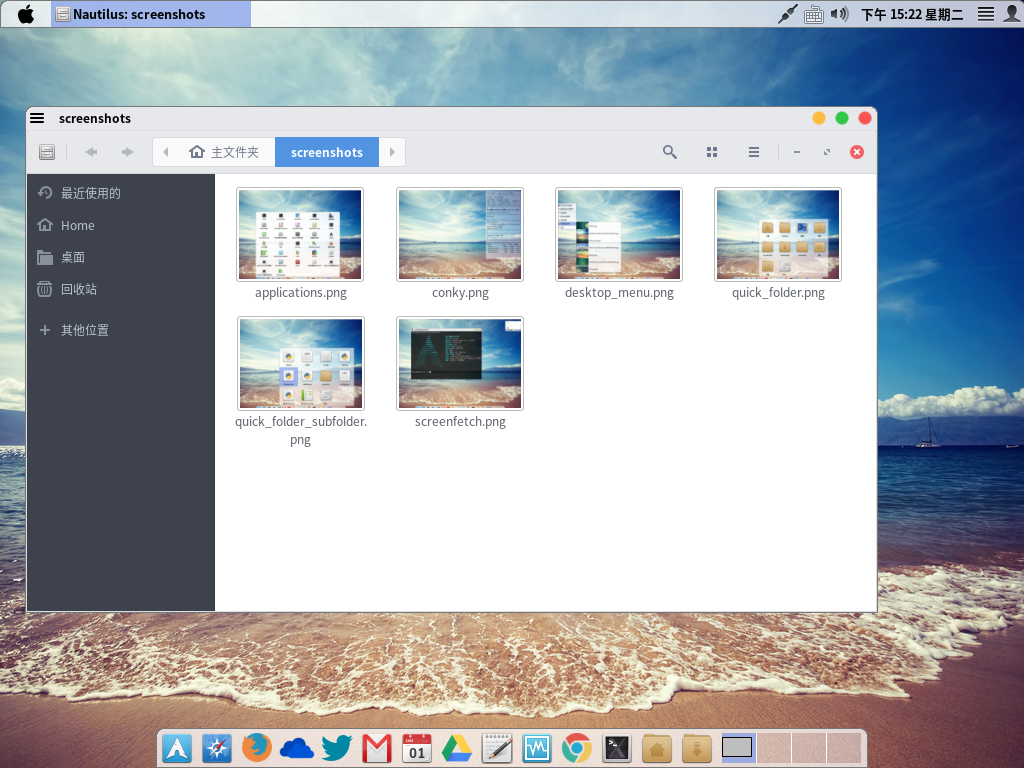 Nautilus: screenshots
下午 15:22 星期二
screenshots
主文件夹
screenshots
最近使用的
Home
桌面
回收站
其他位置
applications.png
conky.png
desktop_menu.png
quick_folder.png
quick_folder_subfolder.
png
screenfetch.png
JAN
01